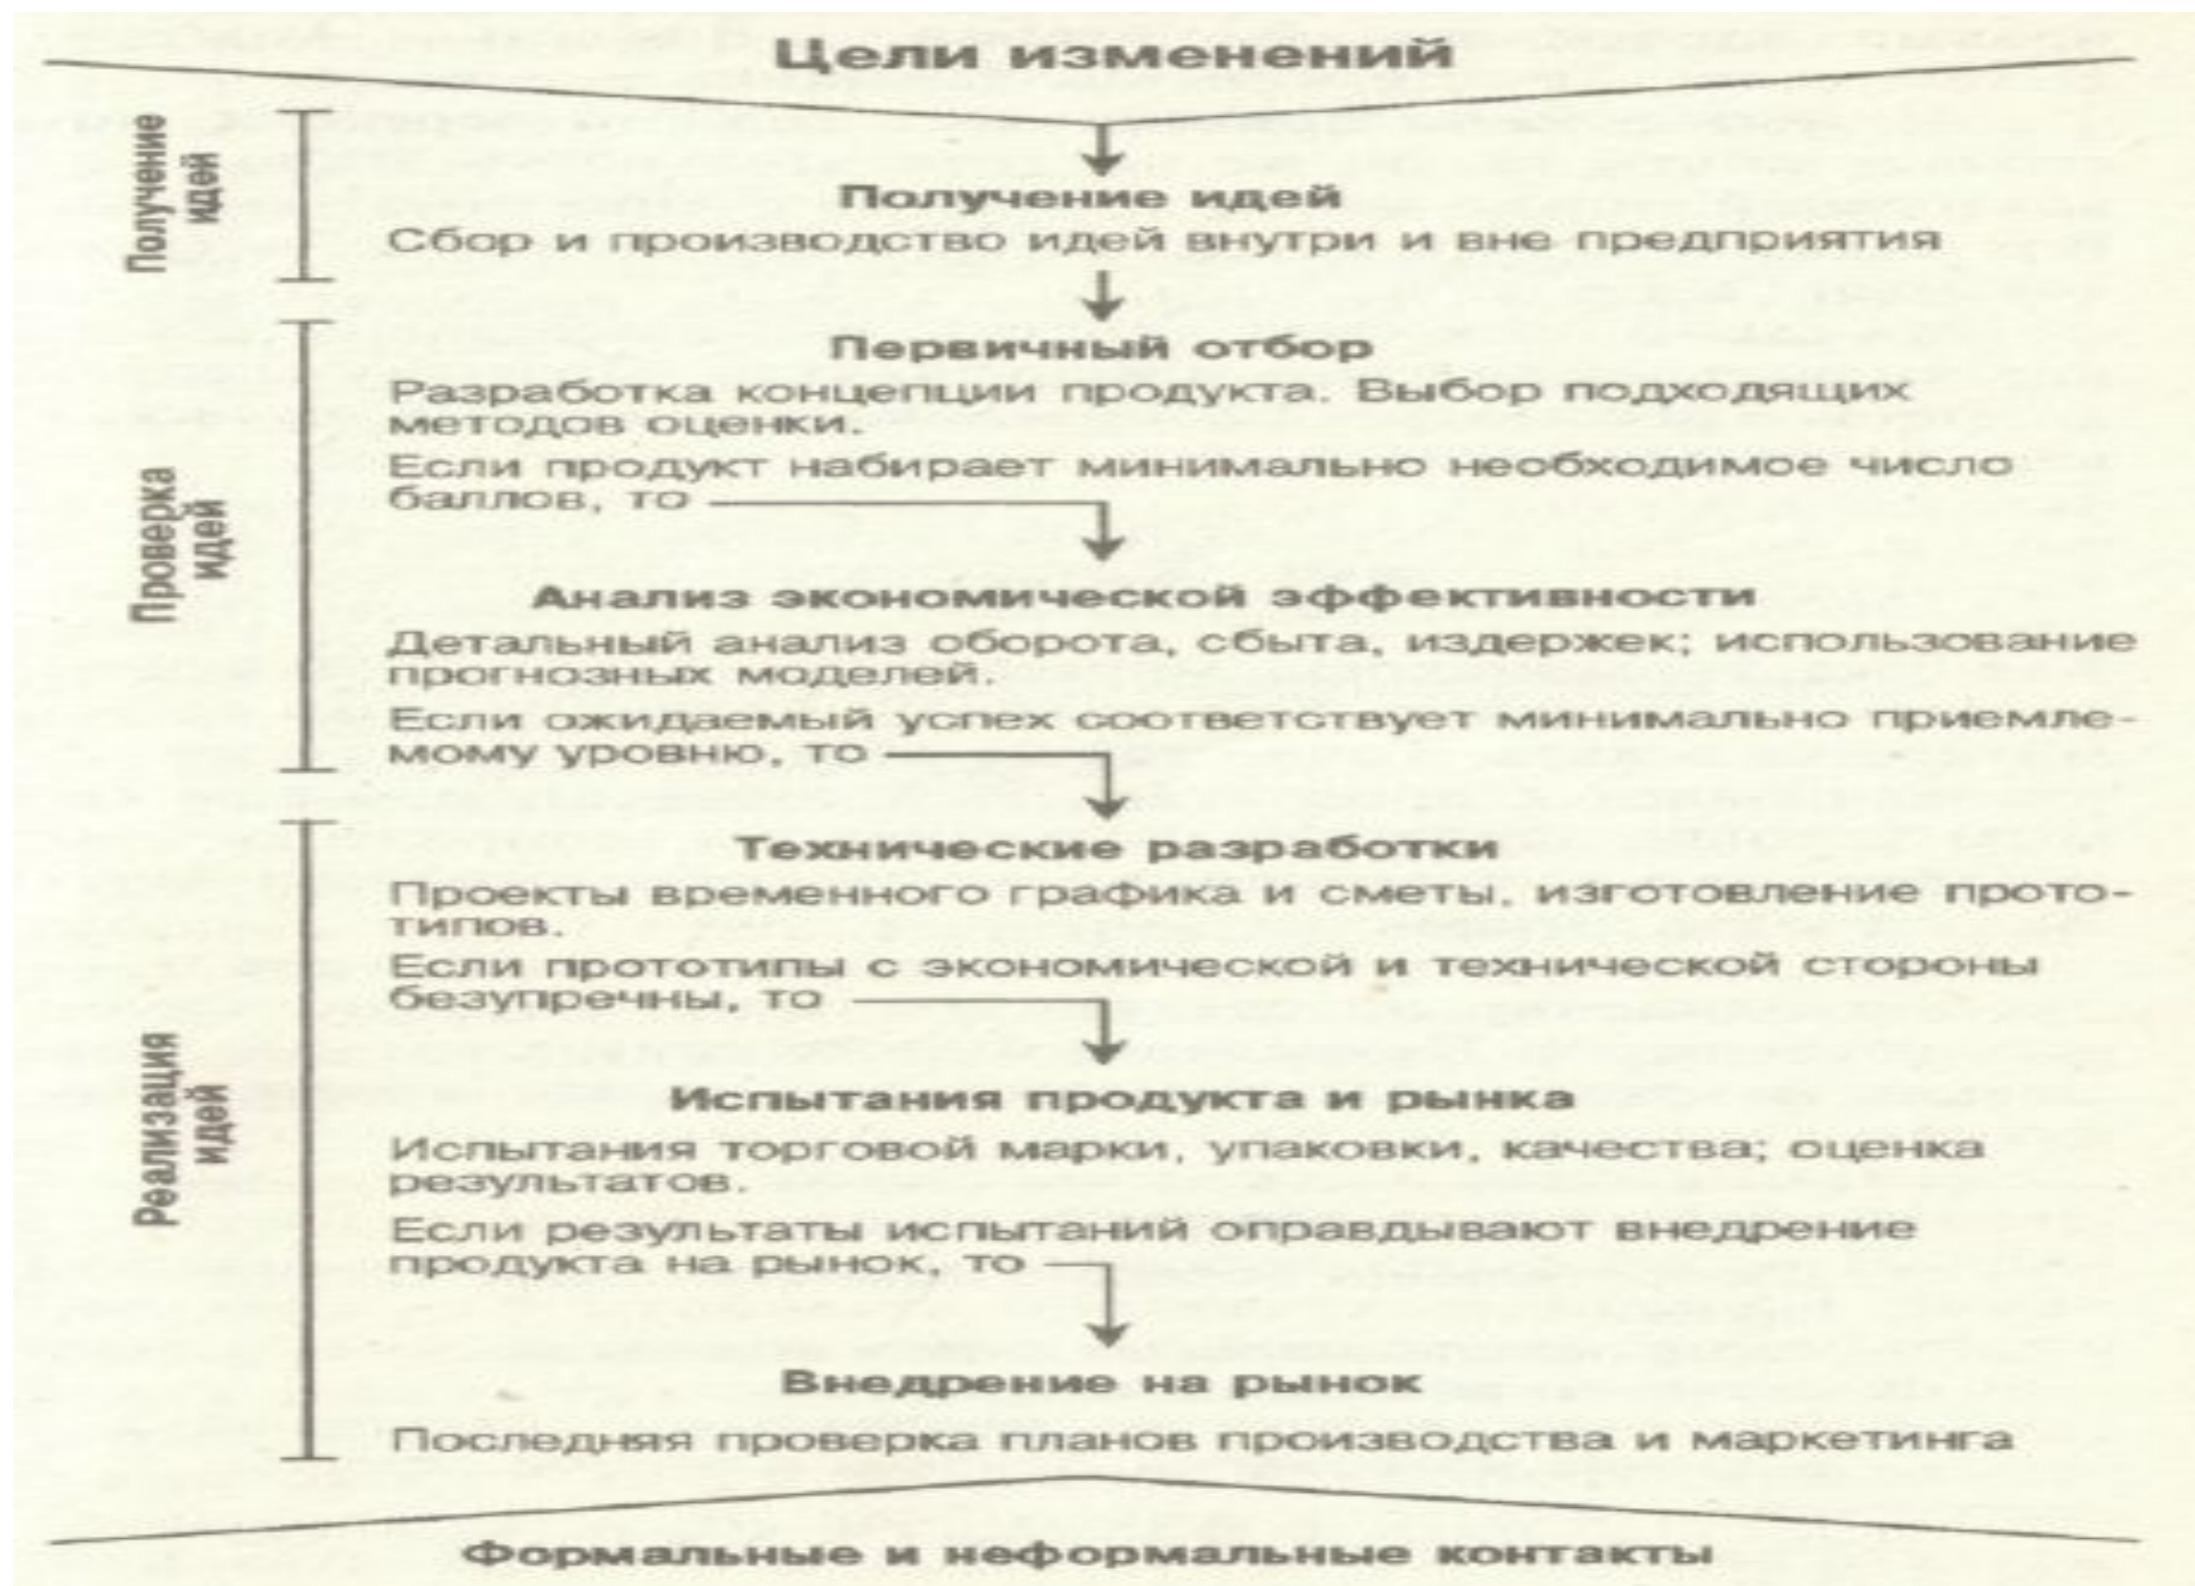 Цели изменений
Получение
идей
Получение идей
Сбор и производство идей внутри и вне предприятия
Проверка
идей
Первичный отбор
Разработка концепции продукта. Выбор подходящих
методов оценки.
Если продукт набирает минимально необходимое число
баллов, то
Анализ экономической эффективности
Детальный анализ оборота, сбыта, издержек; использование
прогнозных моделей.
Если ожидаемый успех соответствует минимально приемле-
мому уровню, то
Реализация
идей
Технические разработки
Проекты временного графика и сметы, изготовление прото-
типов.
Если прототипы с экономической и технической стороны
безупречны, то
Испытания продукта и рынка
Испытания торговой марки, упаковки, качества; оценка
результатов.
Если результаты испытаний оправдывают внедрение
продукта на рынок, то
Внедрение на рынок
Последняя проверка планов производства и маркетинга
Формальные и неформальные контакты